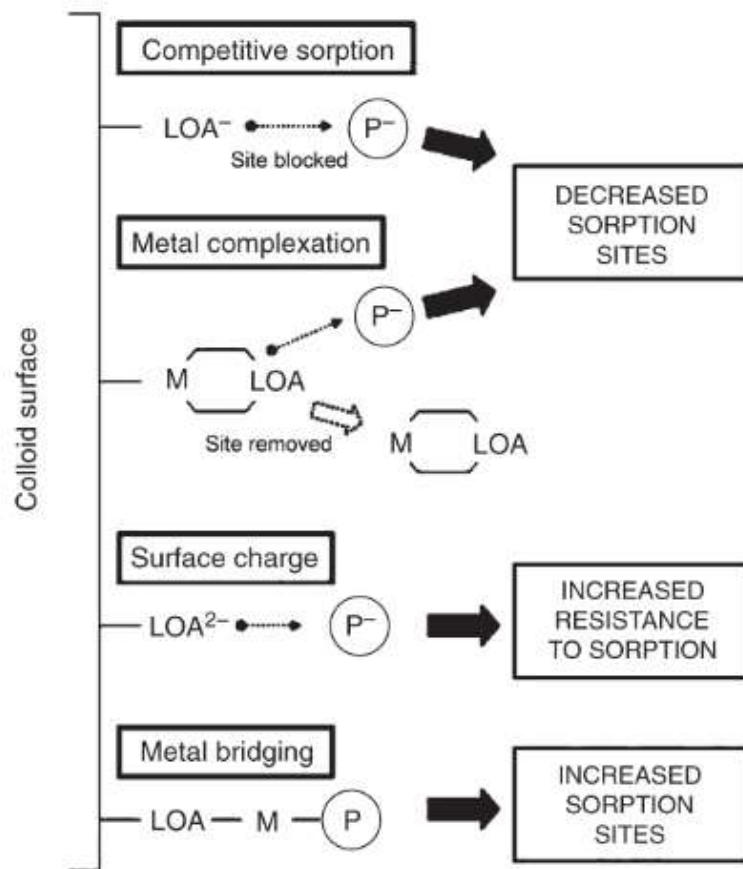 Colloid surface
Competitive sorption
LOA⁻
P⁻
Site blocked
DECREASED
SORPTION
SITES
Metal complexation
P⁻
M
LOA
Site removed
M
LOA
Surface charge
LOA²⁻
P⁻
INCREASED
RESISTANCE
TO SORPTION
Metal bridging
LOA — M — P
INCREASED
SORPTION
SITES